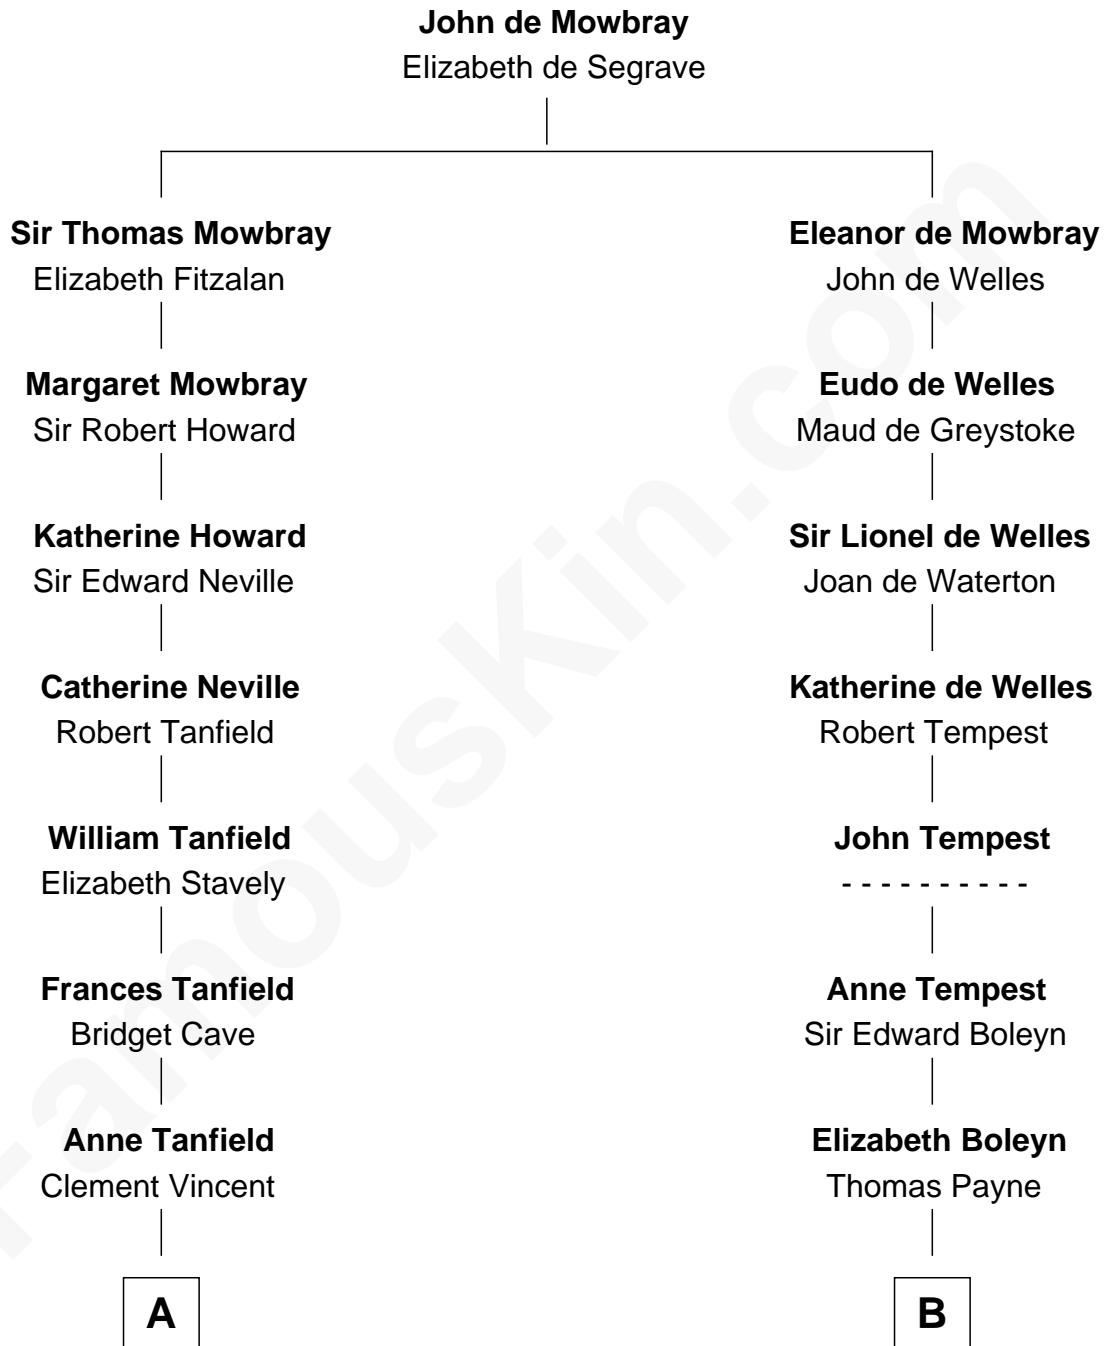 John de Mowbray
Elizabeth de Segrave
Sir Thomas Mowbray
Elizabeth Fitzalan
Eleanor de Mowbray
John de Welles
Margaret Mowbray
Sir Robert Howard
Eudo de Welles
Maud de Greystoke
Katherine Howard
Sir Edward Neville
Sir Lionel de Welles
Joan de Waterton
Catherine Neville
Robert Tanfield
Katherine de Welles
Robert Tempest
William Tanfield
Elizabeth Stavely
John Tempest
- - - - - - - - - -
Frances Tanfield
Bridget Cave
Anne Tempest
Sir Edward Boleyn
Anne Tanfield
Clement Vincent
Elizabeth Boleyn
Thomas Payne
A
B
FamousKin.com